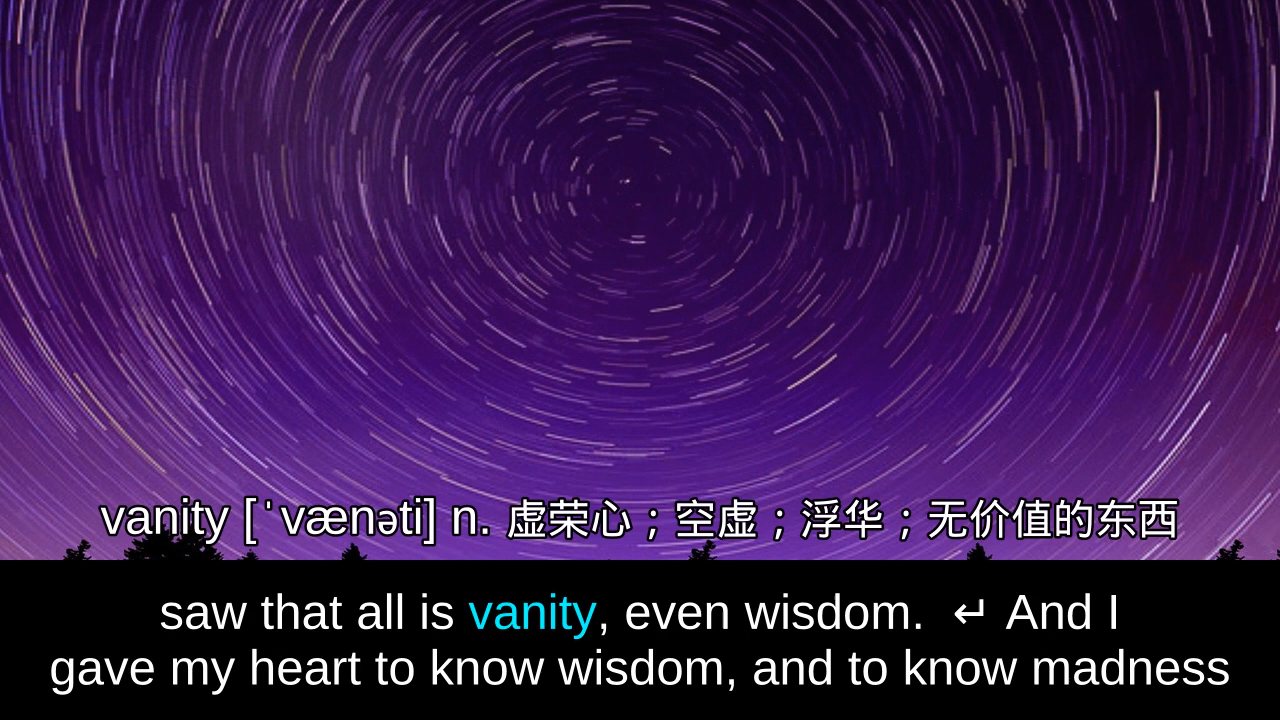 vanity [ˈvænəti] n. 虚荣心；空虚；浮华；无价值的东西
saw that all is vanity, even wisdom. ↵ And I
gave my heart to know wisdom, and to know madness